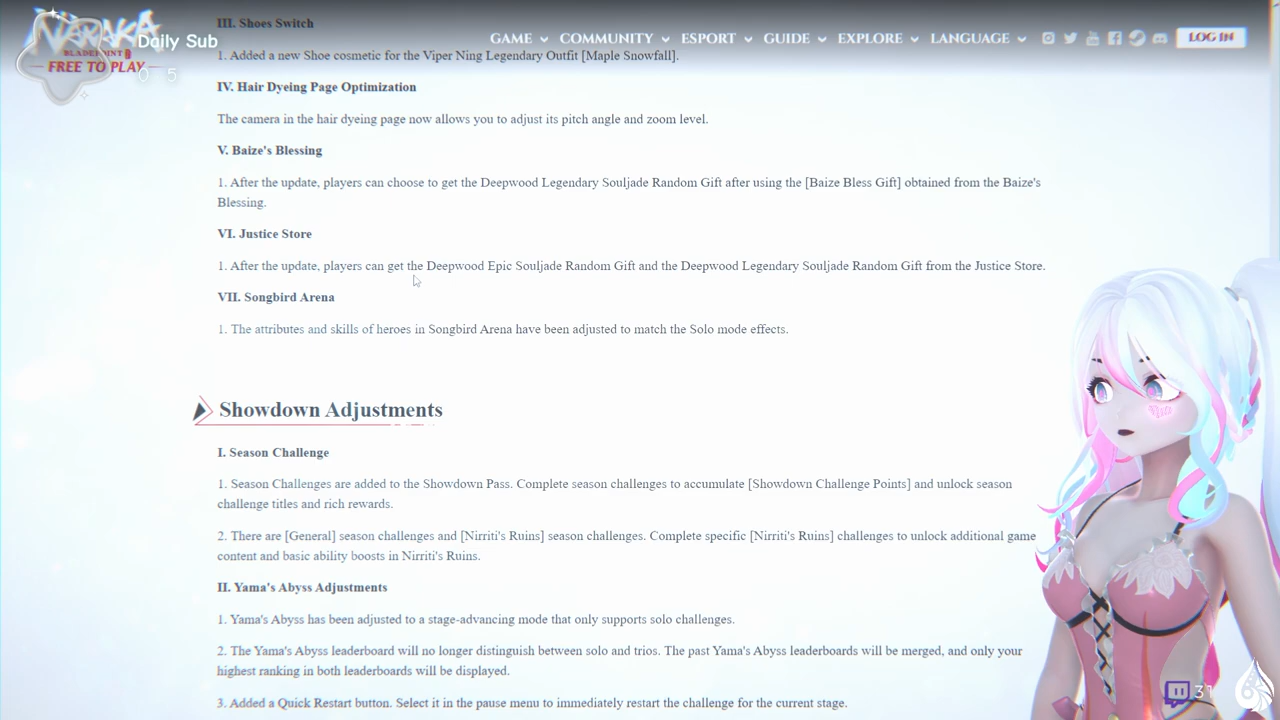 III. Shoes Switch
NARAKA
BLADEPOINT
FREE TO PLAY
Daily Sub
0 5
GAME COMMUNITY ESPORT GUIDE EXPLORE LANGUAGE LOG IN
1. Added a new Shoe cosmetic for the Viper Ning Legendary Outfit [Maple Snowfall].
IV. Hair Dyeing Page Optimization
The camera in the hair dyeing page now allows you to adjust its pitch angle and zoom level.
V. Baize's Blessing
1. After the update, players can choose to get the Deepwood Legendary Souljade Random Gift after using the [Baize Bless Gift] obtained from the Baize's
Blessing.
VI. Justice Store
1. After the update, players can get the Deepwood Epic Souljade Random Gift and the Deepwood Legendary Souljade Random Gift from the Justice Store.
VII. Songbird Arena
1. The attributes and skills of heroes in Songbird Arena have been adjusted to match the Solo mode effects.
Showdown Adjustments
I. Season Challenge
1. Season Challenges are added to the Showdown Pass. Complete season challenges to accumulate [Showdown Challenge Points] and unlock season
challenge titles and rich rewards.
2. There are [General] season challenges and [Nirriti's Ruins] season challenges. Complete specific [Nirriti's Ruins] challenges to unlock additional game
content and basic ability boosts in Nirriti's Ruins.
II. Yama's Abyss Adjustments
1. Yama's Abyss has been adjusted to a stage-advancing mode that only supports solo challenges.
2. The Yama's Abyss leaderboard will no longer distinguish between solo and trios. The past Yama's Abyss leaderboards will be merged, and only your
highest ranking in both leaderboards will be displayed.
3. Added a Quick Restart button. Select it in the pause menu to immediately restart the challenge for the current stage.